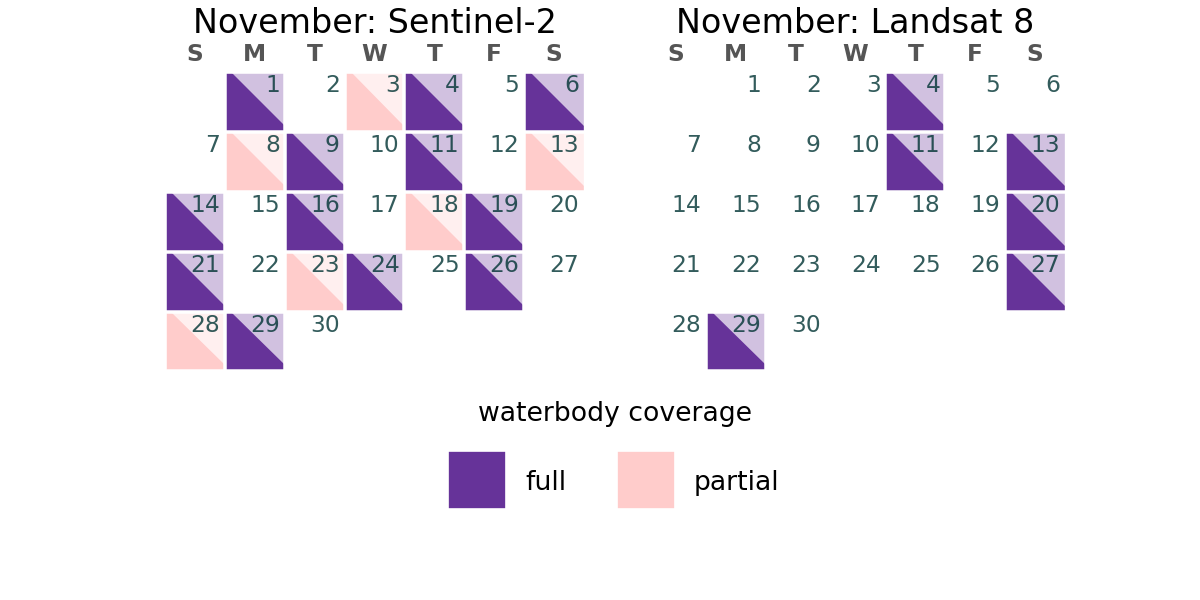 November: Sentinel-2
S M T W T F S
1 2 3 4 5 6
7 8 9 10 11 12 13
14 15 16 17 18 19 20
21 22 23 24 25 26 27
28 29 30
November: Landsat 8
S M T W T F S
1 2 3 4 5 6
7 8 9 10 11 12 13
14 15 16 17 18 19 20
21 22 23 24 25 26 27
28 29 30
waterbody coverage
full
partial